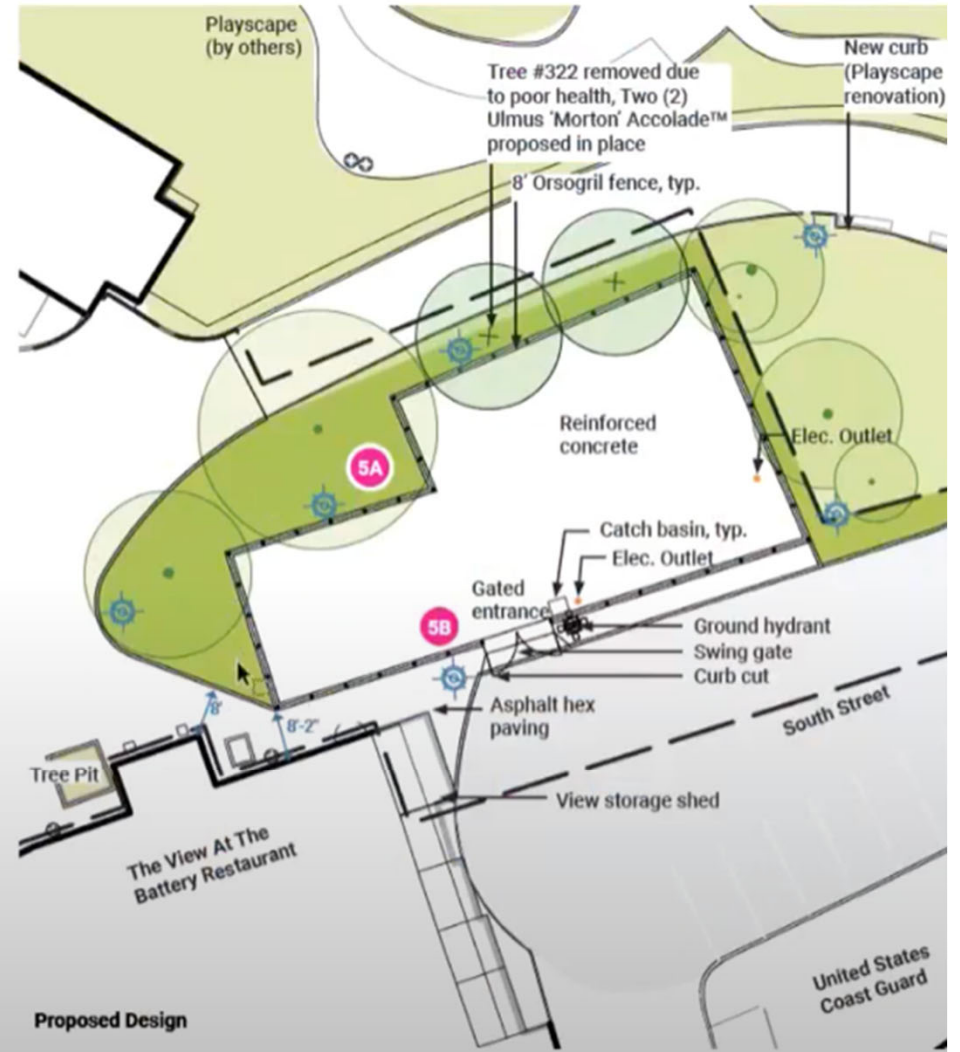 Playscape
(by others)
New curb
(Playscape
renovation)
Tree #322 removed due
to poor health, Two (2)
Ulmus 'Morton' Accolade™
proposed in place
8' Orsogril fence, typ.
Reinforced
concrete
Elec. Outlet
5A
Catch basin, typ.
Elec. Outlet
Gated
entrance
5B
Ground hydrant
Swing gate
Curb cut
Asphalt hex
paving
South Street
8'
8'-2"
Tree Pit
View storage shed
The View At The
Battery Restaurant
United States
Coast Guard
Proposed Design